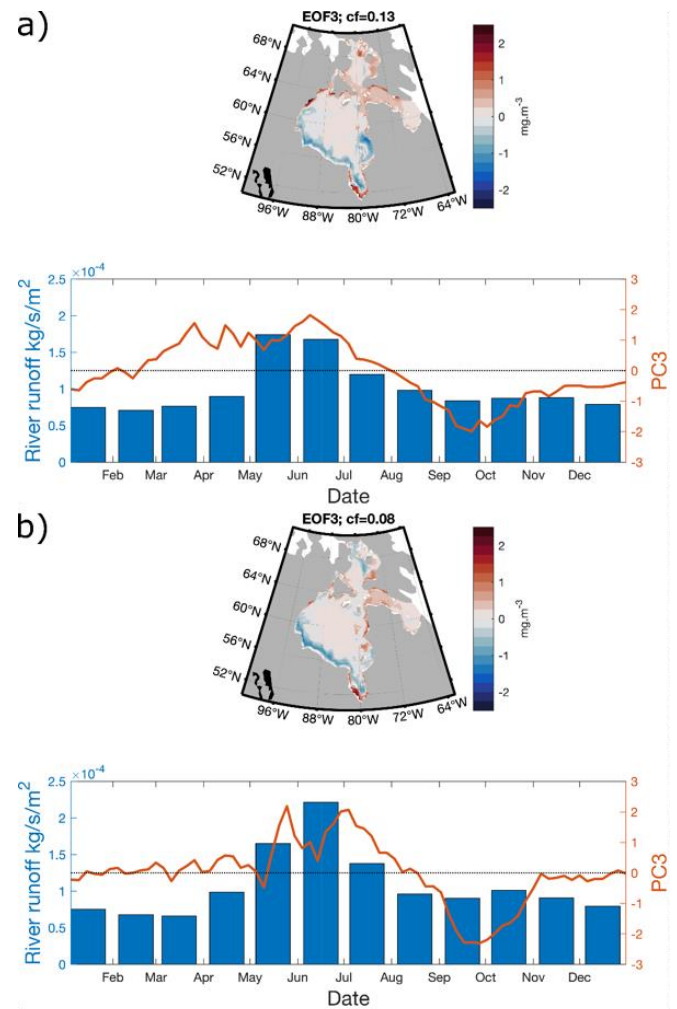 a)
EOF3; cf=0.13
68°N
64°N
60°N
56°N
52°N
96°W 88°W 80°W 72°W 64°W
2
1
0
-1
-2
mg.m⁻³
×10⁻⁴
2.5
2
1.5
1
0.5
0
River runoff kg/s/m²
3
2
1
0
-1
-2
-3
PC3
Feb Mar Apr May Jun Jul Aug Sep Oct Nov Dec
Date
b)
EOF3; cf=0.08
68°N
64°N
60°N
56°N
52°N
96°W 88°W 80°W 72°W 64°W
2
1
0
-1
-2
mg.m⁻³
×10⁻⁴
2.5
2
1.5
1
0.5
0
River runoff kg/s/m²
3
2
1
0
-1
-2
-3
PC3
Feb Mar Apr May Jun Jul Aug Sep Oct Nov Dec
Date